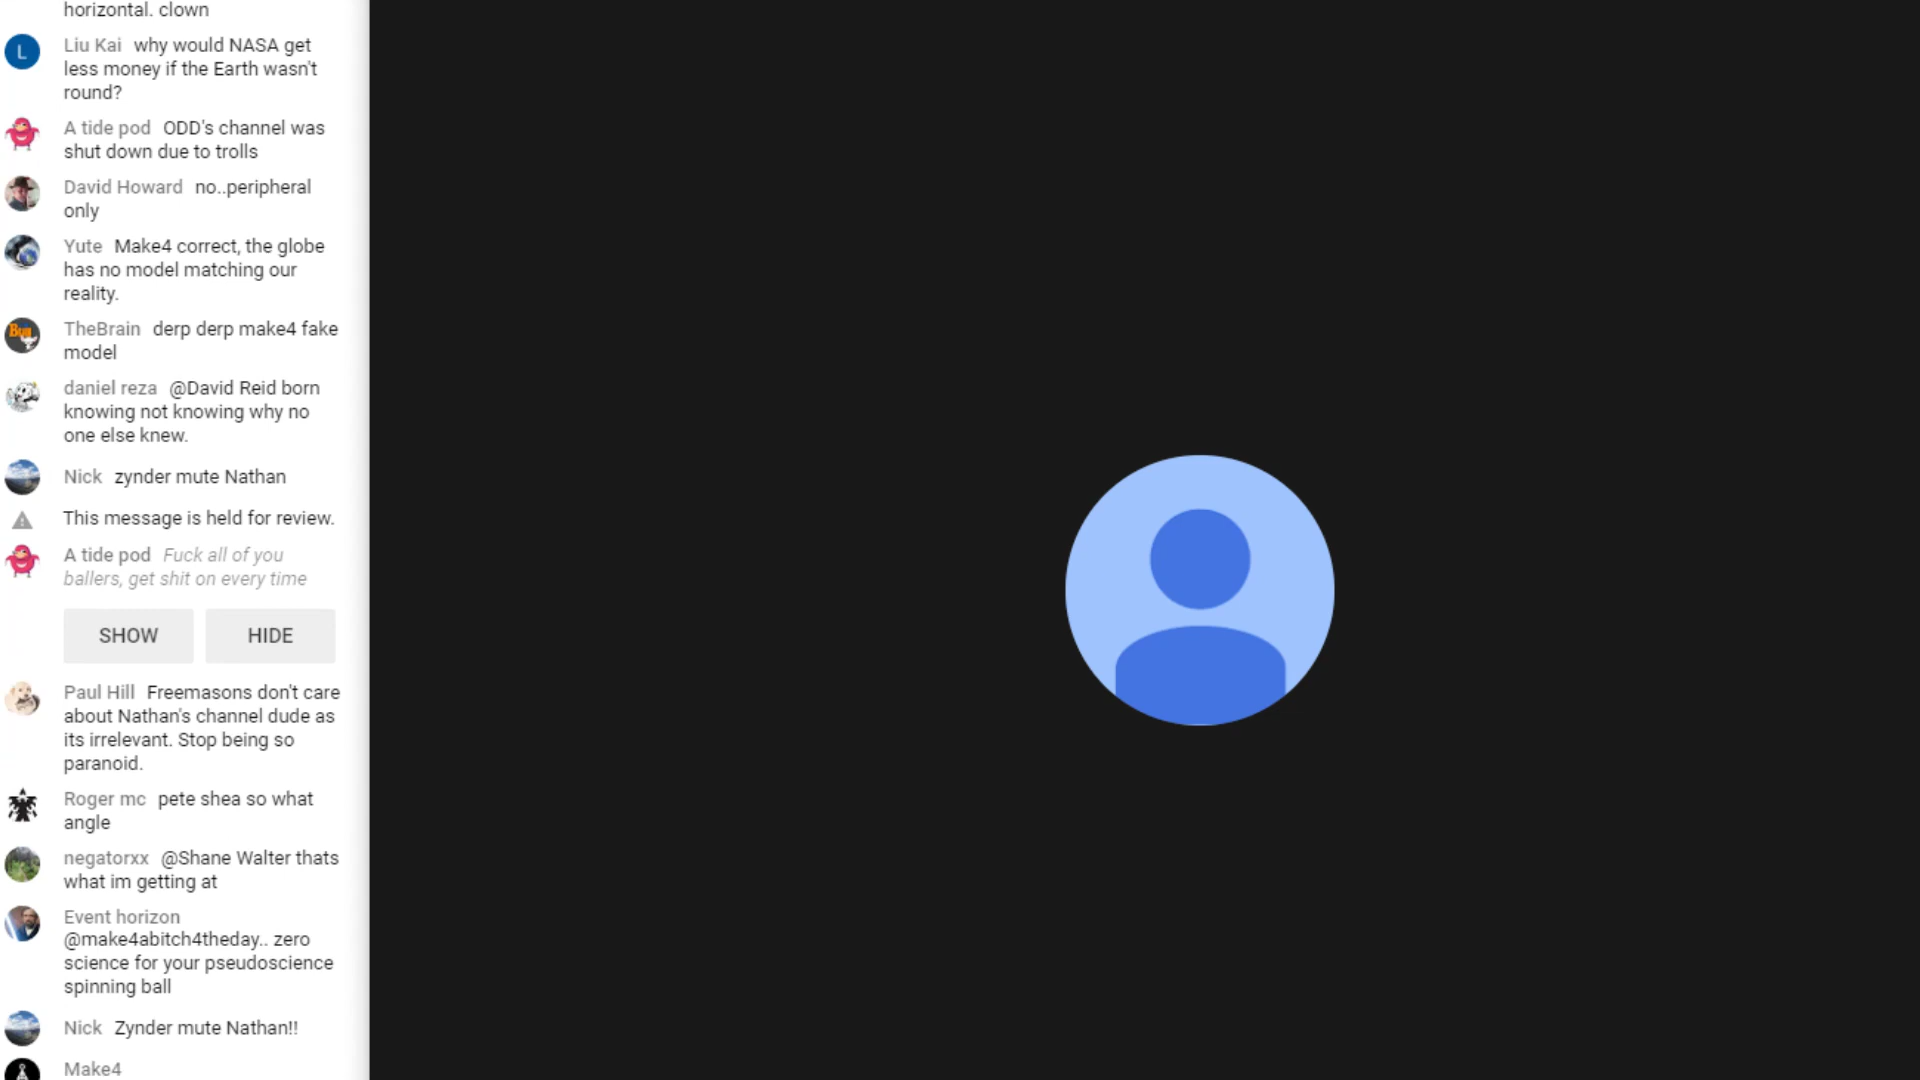 horizontal. clown
L
Liu Kai why would NASA get
less money if the Earth wasn't
round?
A tide pod ODD's channel was
shut down due to trolls
David Howard no..peripheral
only
Yute Make4 correct, the globe
has no model matching our
reality.
TheBrain derp derp make4 fake
model
daniel reza @David Reid born
knowing not knowing why no
one else knew.
Nick zynder mute Nathan
This message is held for review.
A tide pod Fuck all of you
ballers, get shit on every time
SHOW HIDE
Paul Hill Freemasons don't care
about Nathan's channel dude as
its irrelevant. Stop being so
paranoid.
Roger mc pete shea so what
angle
negatorxx @Shane Walter thats
what im getting at
Event horizon
@make4abitch4theday.. zero
science for your pseudoscience
spinning ball
Nick Zynder mute Nathan!!
Make4